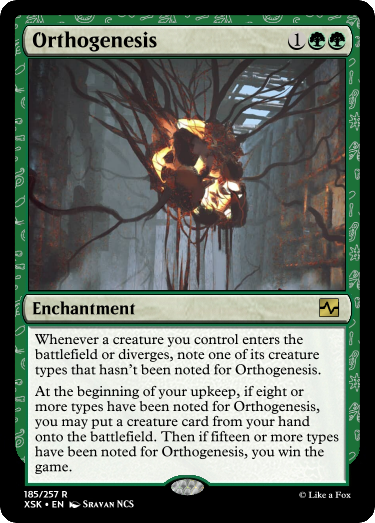 Orthogenesis 1
Enchantment
Whenever a creature you control enters the
battlefield or diverges, note one of its creature
types that hasn't been noted for Orthogenesis.
At the beginning of your upkeep, if eight or
more types have been noted for Orthogenesis,
you may put a creature card from your hand
onto the battlefield. Then if fifteen or more types
have been noted for Orthogenesis, you win the
game.
185/257 R
XSK • EN Sravan NCS © Like a Fox